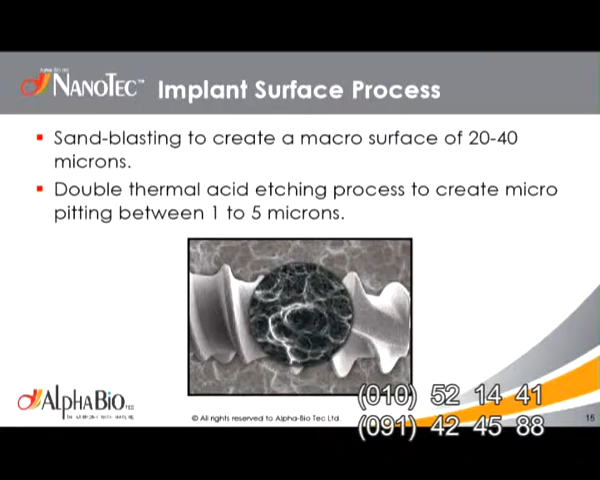 NANOTEC™ Implant Surface Process
Sand-blasting to create a macro surface of 20-40
microns.
Double thermal acid etching process to create micro
pitting between 1 to 5 microns.
(010) 52 14 41
ALPHABIO TEC
© All rights reserved to Alpha-Bio Tec Ltd.
(091) 42 45 88
15